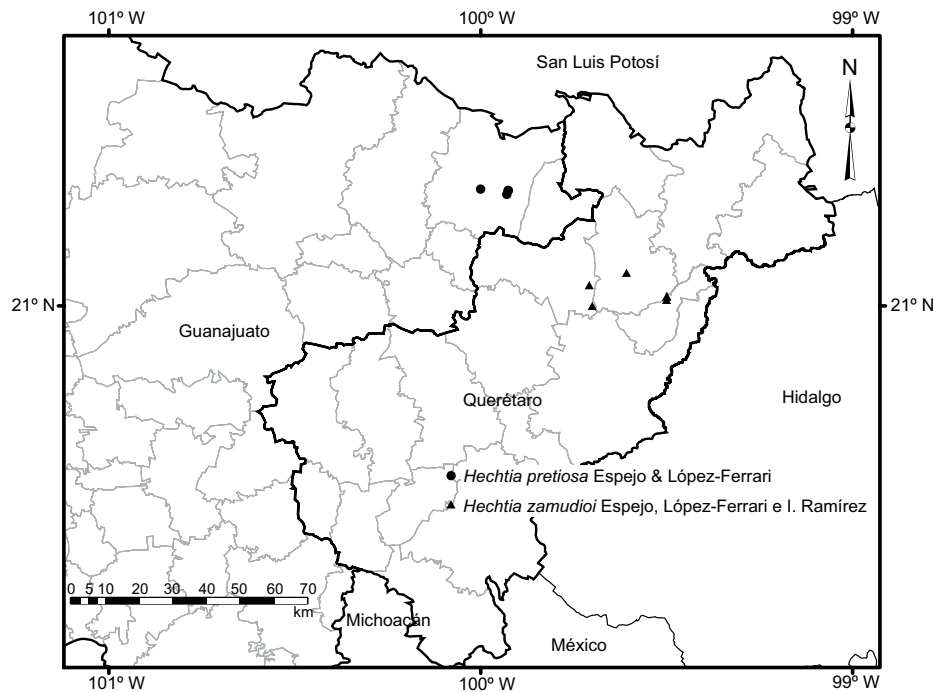 101º W 100º W 99º W
San Luis Potosí
N
21º N 21º N
Guanajuato
Querétaro
Hidalgo
Hechtia pretiosa Espejo & López-Ferrari
Hechtia zamudioi Espejo, López-Ferrari e I. Ramírez
0 5 10 20 30 40 50 60 70
km
Michoacán
México
101º W 100º W 99º W